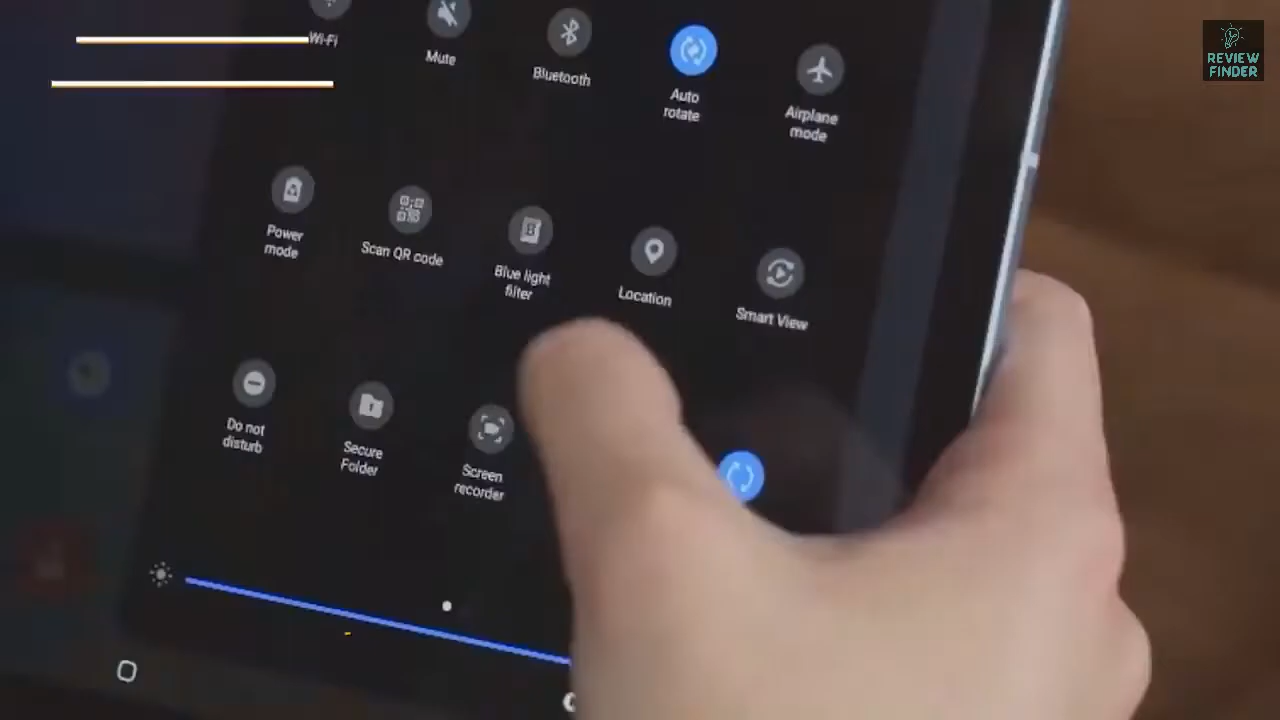 REVIEW
FINDER
Wi-Fi
Mute
Bluetooth
Auto
rotate
Airplane
mode
Power
mode
Scan QR code
Blue light
filter
Location
Smart View
Do not
disturb
Secure
Folder
Screen
recorder